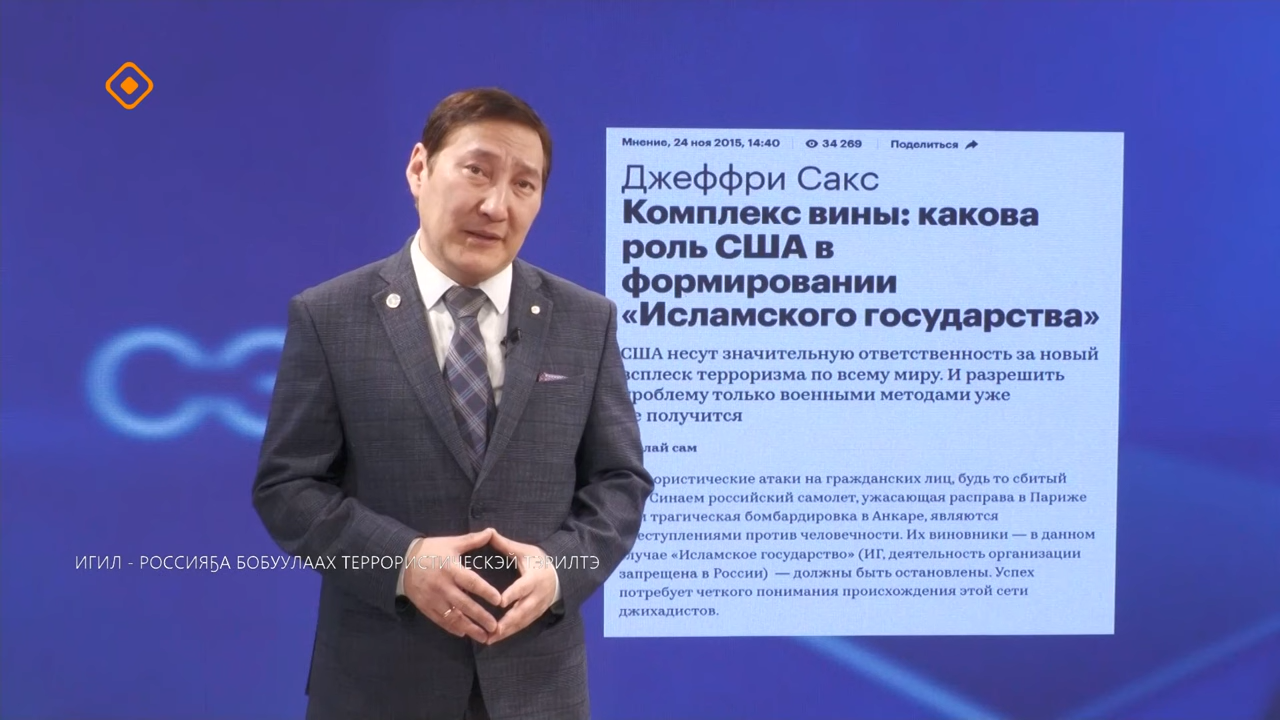 Мнение, 24 ноя 2015, 14:40 34 269 Поделиться
Джеффри Сакс
Комплекс вины: какова
роль США в
формировании
«Исламского государства»
США несут значительную ответственность за новый
всплеск терроризма по всему миру. И разрешить
проблему только военными методами уже
не получится
сам
атаки на гражданских лиц, будь то сбитый
Синаем российский самолет, ужасающая расправа в Париже
трагическая бомбардировка в Анкаре, являются
преступлениями против человечности. Их виновники — в данном
случае «Исламское государство» (ИГ, деятельность организации
запрещена в России) — должны быть остановлены. Успех
потребует четкого понимания происхождения этой сети
джихадистов.
ИГИЛ - РОССИЯҔА БОБУУЛААХ ТЕРРОРИСТИЧЕСКЭЙ ТЭРИЛТЭ
СЭ